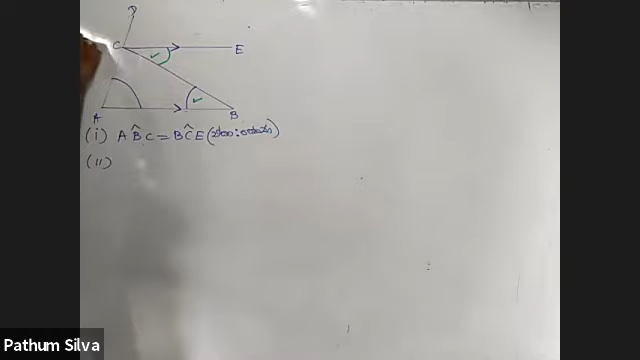 D
C
E
A
B
(i) AB̂C = BĈE
(ii)
Pathum Silva